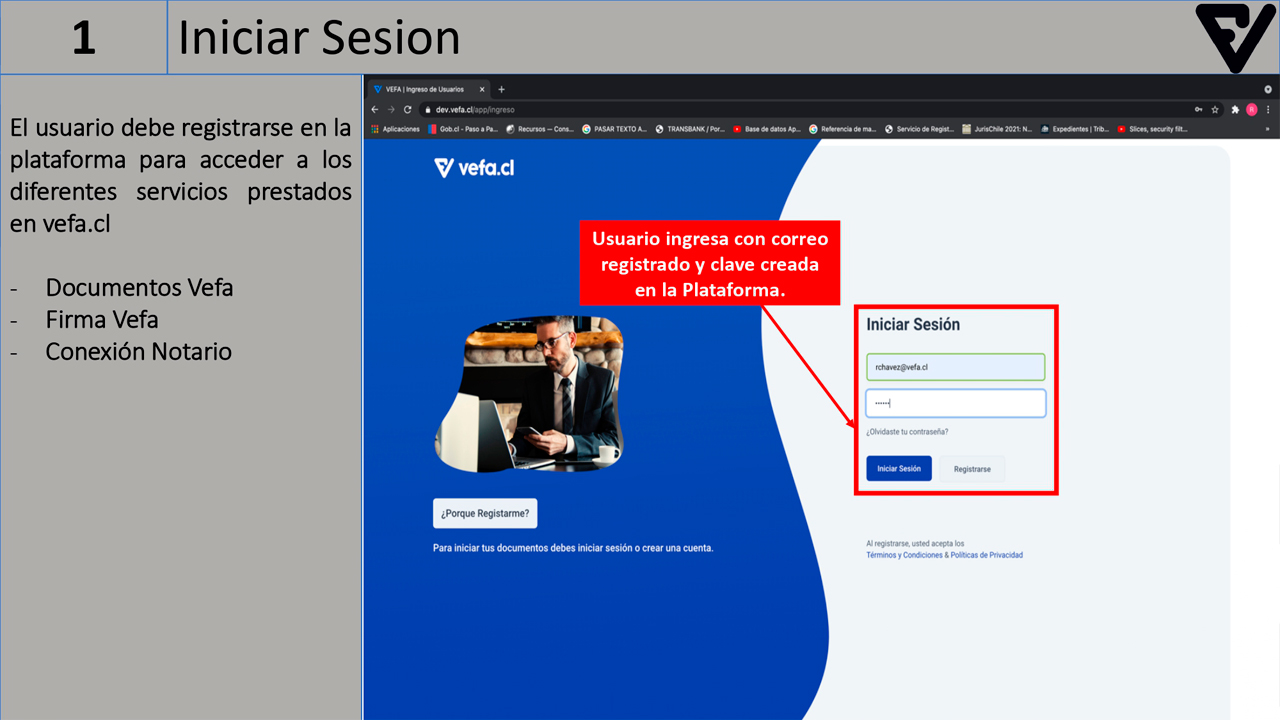 1
Iniciar Sesion
El usuario debe registrarse en la
plataforma para acceder a los
diferentes servicios prestados
en vefa.cl
- Documentos Vefa
- Firma Vefa
- Conexión Notario
VEFA | Ingreso de Usuarios
dev.vefa.cl/app/ingreso
R
Aplicaciones
Gob.cl - Paso a Pa...
Recursos — Cons...
PASAR TEXTO A...
TRANSBANK / Por...
Base de datos Ap...
Referencia de ma...
Servicio de Regist...
JurisChile 2021: N...
Expedientes | Trib...
Slices, security filt...
»
vefa.cl
Usuario ingresa con correo
registrado y clave creada
en la Plataforma.
Iniciar Sesión
rchavez@vefa.cl
······
¿Olvidaste tu contraseña?
Iniciar Sesión
Registrarse
¿Porque Registarme?
Para iniciar tus documentos debes iniciar sesión o crear una cuenta.
Al registrarse, usted acepta los
Términos y Condiciones & Políticas de Privacidad